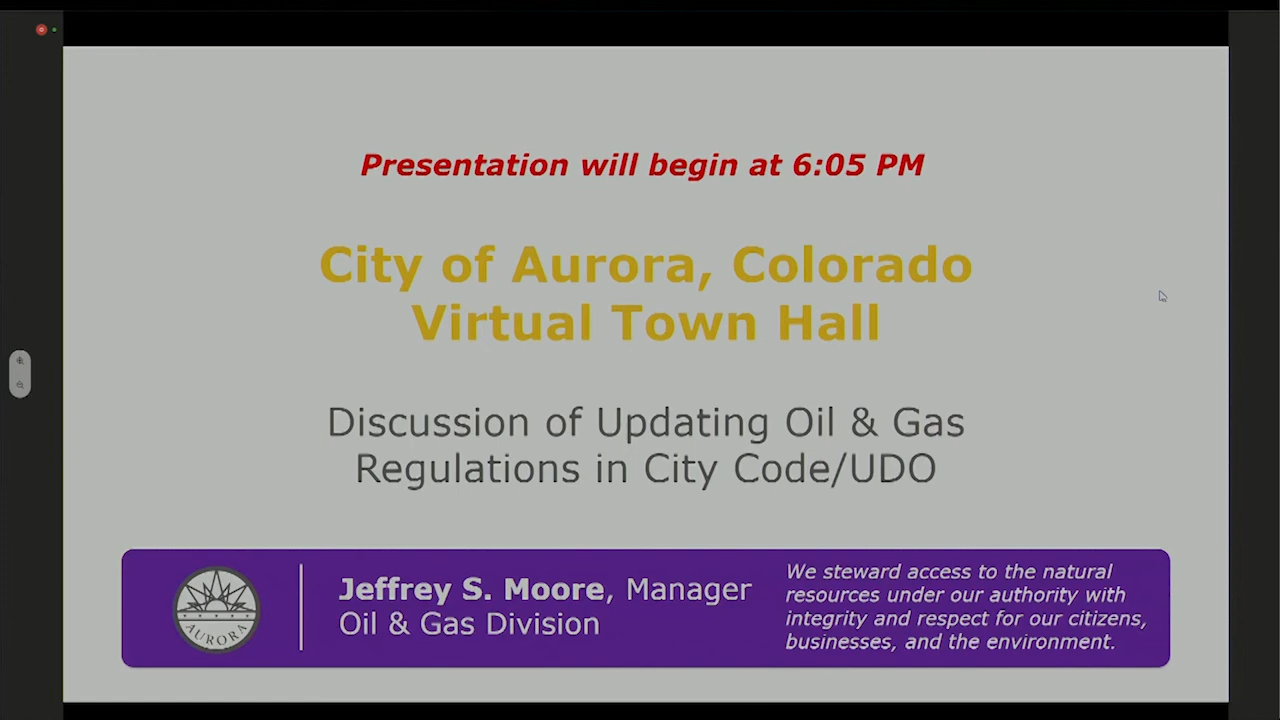 Presentation will begin at 6:05 PM
City of Aurora, Colorado
Virtual Town Hall
Discussion of Updating Oil & Gas
Regulations in City Code/UDO
AURORA
Jeffrey S. Moore, Manager
Oil & Gas Division
We steward access to the natural
resources under our authority with
integrity and respect for our citizens,
businesses, and the environment.